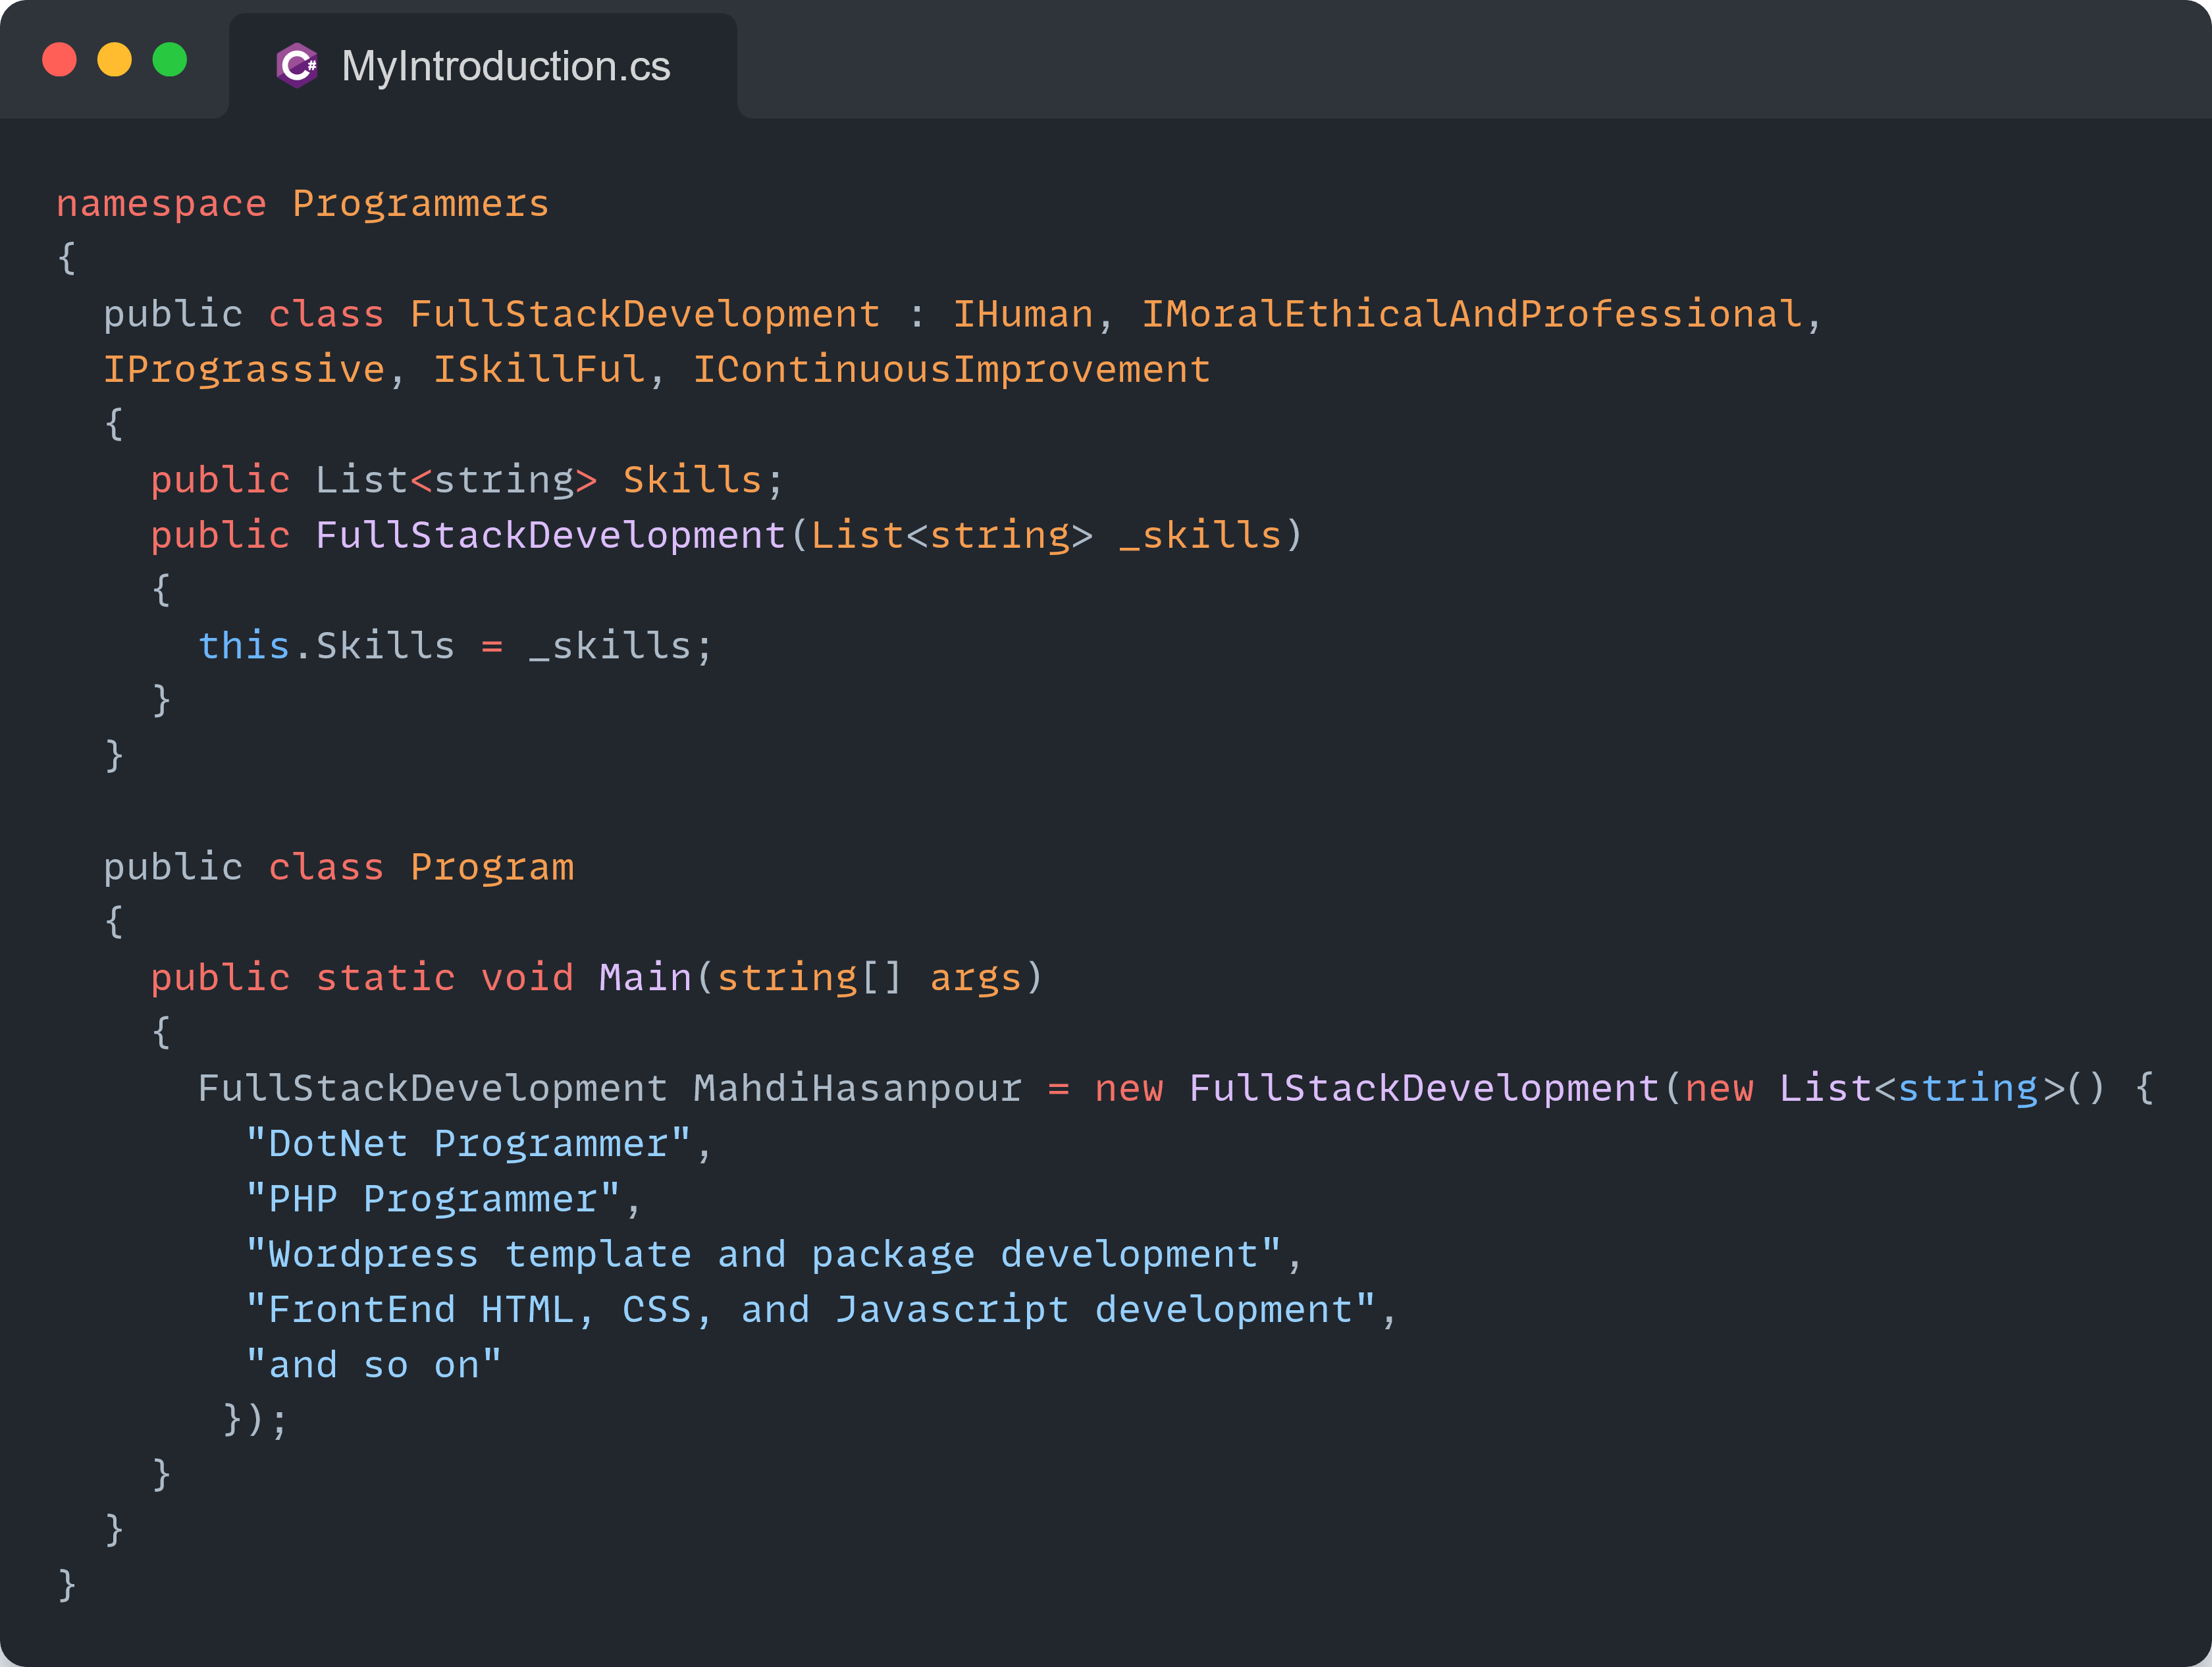 MyIntroduction.cs
namespace Programmers
{
public class FullStackDevelopment : IHuman, IMoralEthicalAndProfessional,
IPrograssive, ISkillFul, IContinuousImprovement
{
public List<string> Skills;
public FullStackDevelopment(List<string> _skills)
{
this.Skills = _skills;
}
}
public class Program
{
public static void Main(string[] args)
{
FullStackDevelopment MahdiHasanpour = new FullStackDevelopment(new List<string>() {
"DotNet Programmer",
"PHP Programmer",
"Wordpress template and package development",
"FrontEnd HTML, CSS, and Javascript development",
"and so on"
});
}
}
}